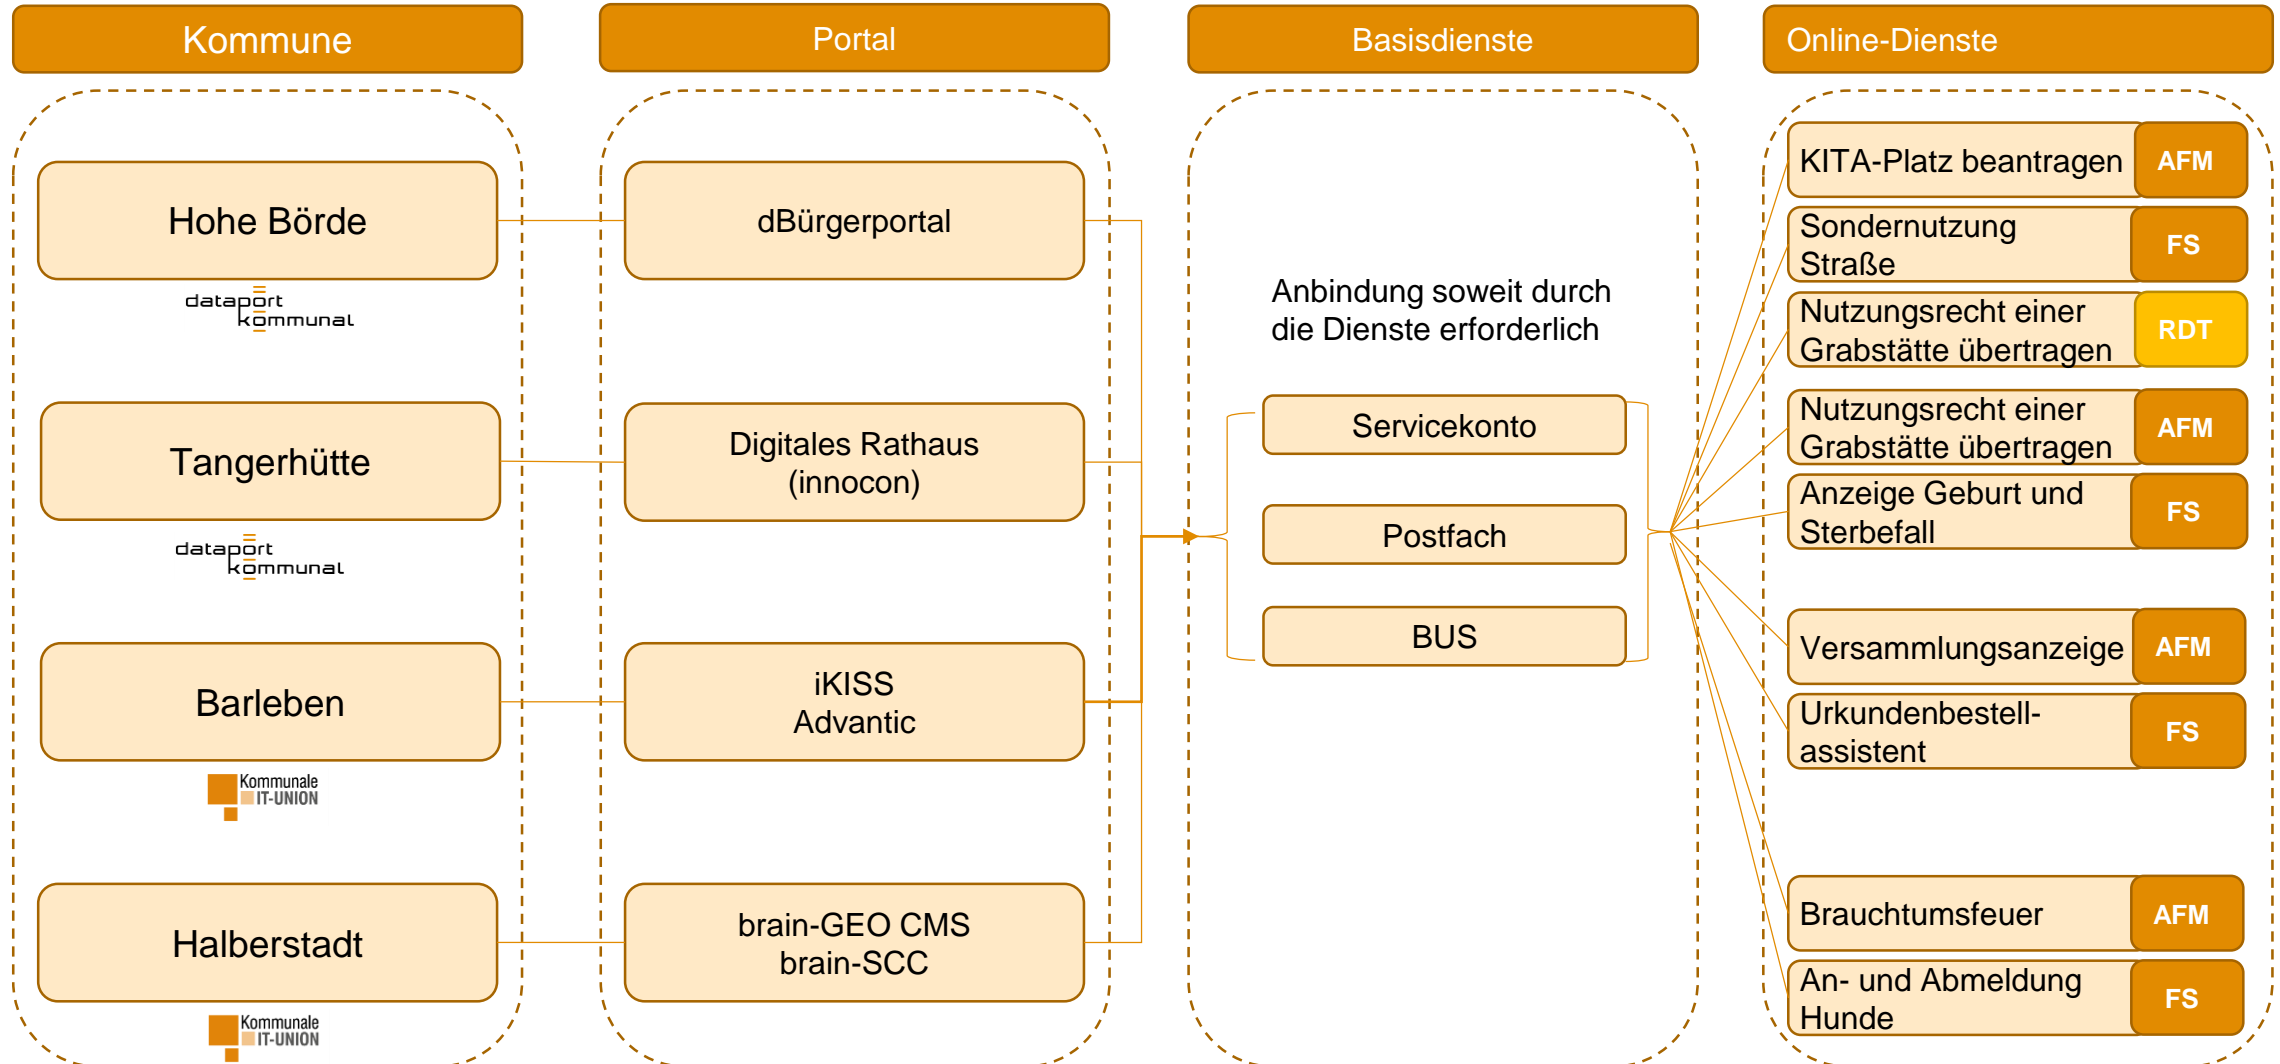 Kommune
Portal
Basisdienste
Online-Dienste
Hohe Börde
dataport
kommunal
Tangerhütte
dataport
kommunal
Barleben
Kommunale
IT-UNION
Halberstadt
Kommunale
IT-UNION
dBürgerportal
Digitales Rathaus
(innocon)
iKISS
Advantic
brain-GEO CMS
brain-SCC
Anbindung soweit durch
die Dienste erforderlich
Servicekonto
Postfach
BUS
KITA-Platz beantragen AFM
Sondernutzung
Straße
FS
Nutzungsrecht einer
Grabstätte übertragen
RDT
Nutzungsrecht einer
Grabstätte übertragen
AFM
Anzeige Geburt und
Sterbefall
FS
Versammlungsanzeige AFM
Urkundenbestell-
assistent
FS
Brauchtumsfeuer AFM
An- und Abmeldung
Hunde
FS